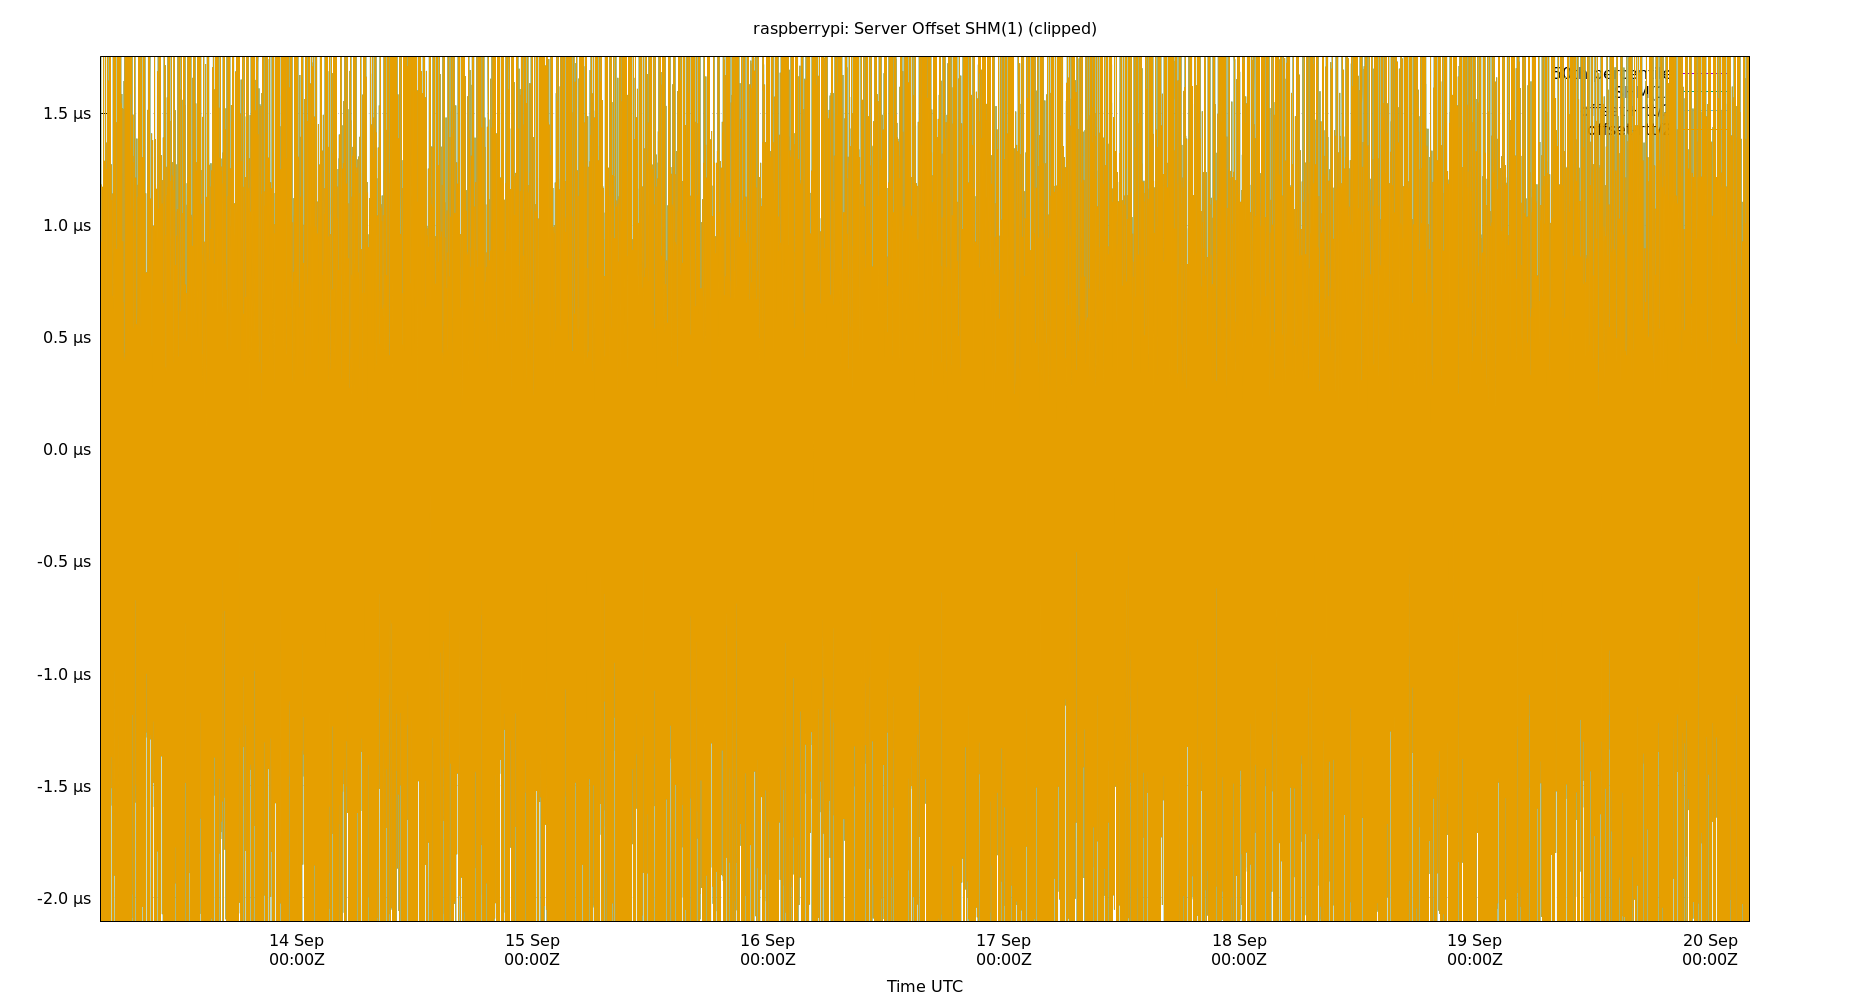 raspberrypi: Server Offset SHM(1) (clipped)
1.5 µs
1.0 µs
0.5 µs
0.0 µs
-0.5 µs
-1.0 µs
-1.5 µs
-2.0 µs
14 Sep 00:00Z
15 Sep 00:00Z
16 Sep 00:00Z
17 Sep 00:00Z
18 Sep 00:00Z
19 Sep 00:00Z
20 Sep 00:00Z
Time UTC